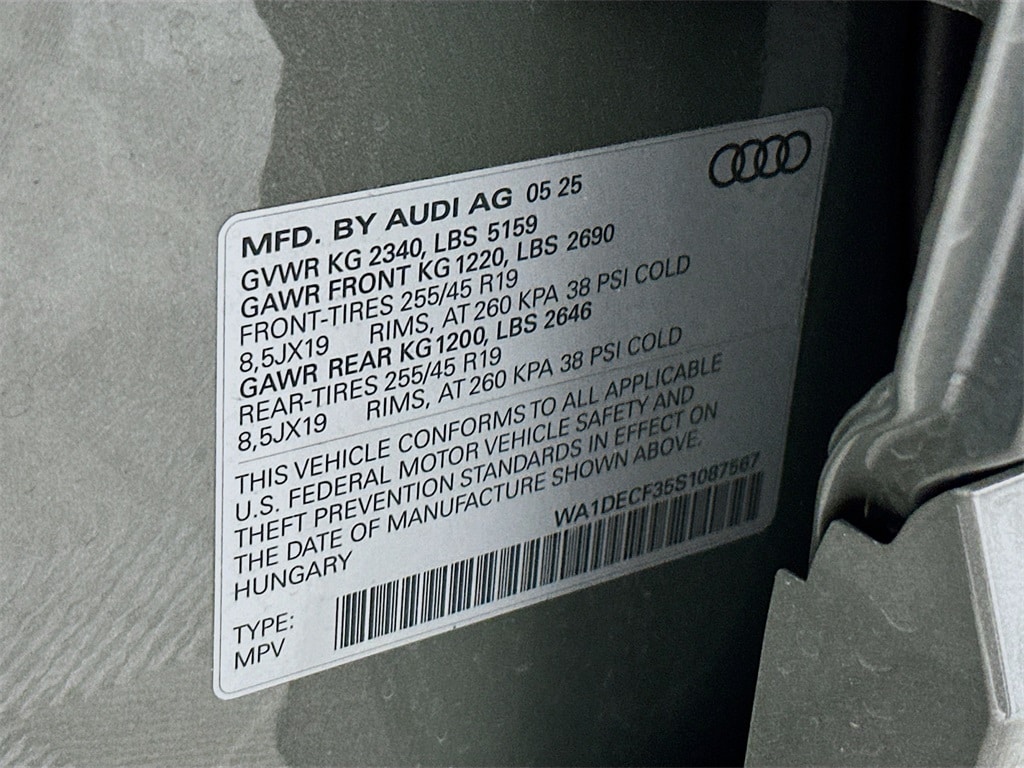 MFD. BY AUDI AG 05 25
GVWR KG 2340, LBS 5159
GAWR FRONT KG 1220, LBS 2690
FRONT-TIRES 255/45 R19
8,5JX19 RIMS, AT 260 KPA 38 PSI COLD
GAWR REAR KG1200, LBS 2646
REAR-TIRES 255/45 R19
8,5JX19 RIMS, AT 260 KPA 38 PSI COLD
THIS VEHICLE CONFORMS TO ALL APPLICABLE
U.S. FEDERAL MOTOR VEHICLE SAFETY AND
THEFT PREVENTION STANDARDS IN EFFECT ON
THE DATE OF MANUFACTURE SHOWN ABOVE.
HUNGARY
WA1DECF35S1087567
TYPE:
MPV